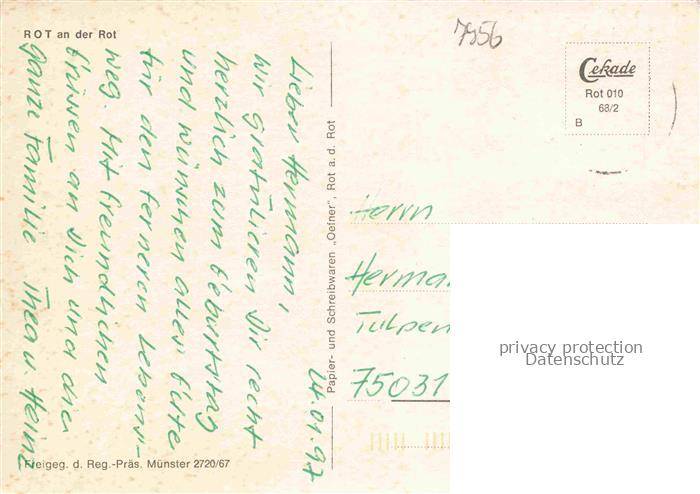 ROT an der Rot
7956
Cekade
Rot 010
68/2
B
24.01.97
Lieber Hermann,
wir gratulieren Dir recht
herzlich zum Geburtstag
und wünschen alles Gute
für den ferneren Lebens-
weg. Mit freundlichen
Grüssen an Dich und die
ganze Familie Thea u. Heinz
Papier- und Schreibwaren „Oefner", Rot a. d. Rot
Herrn
Herma
Tulpen
75031
privacy protection
Datenschutz
Freigeg. d. Reg.-Präs. Münster 2720/67